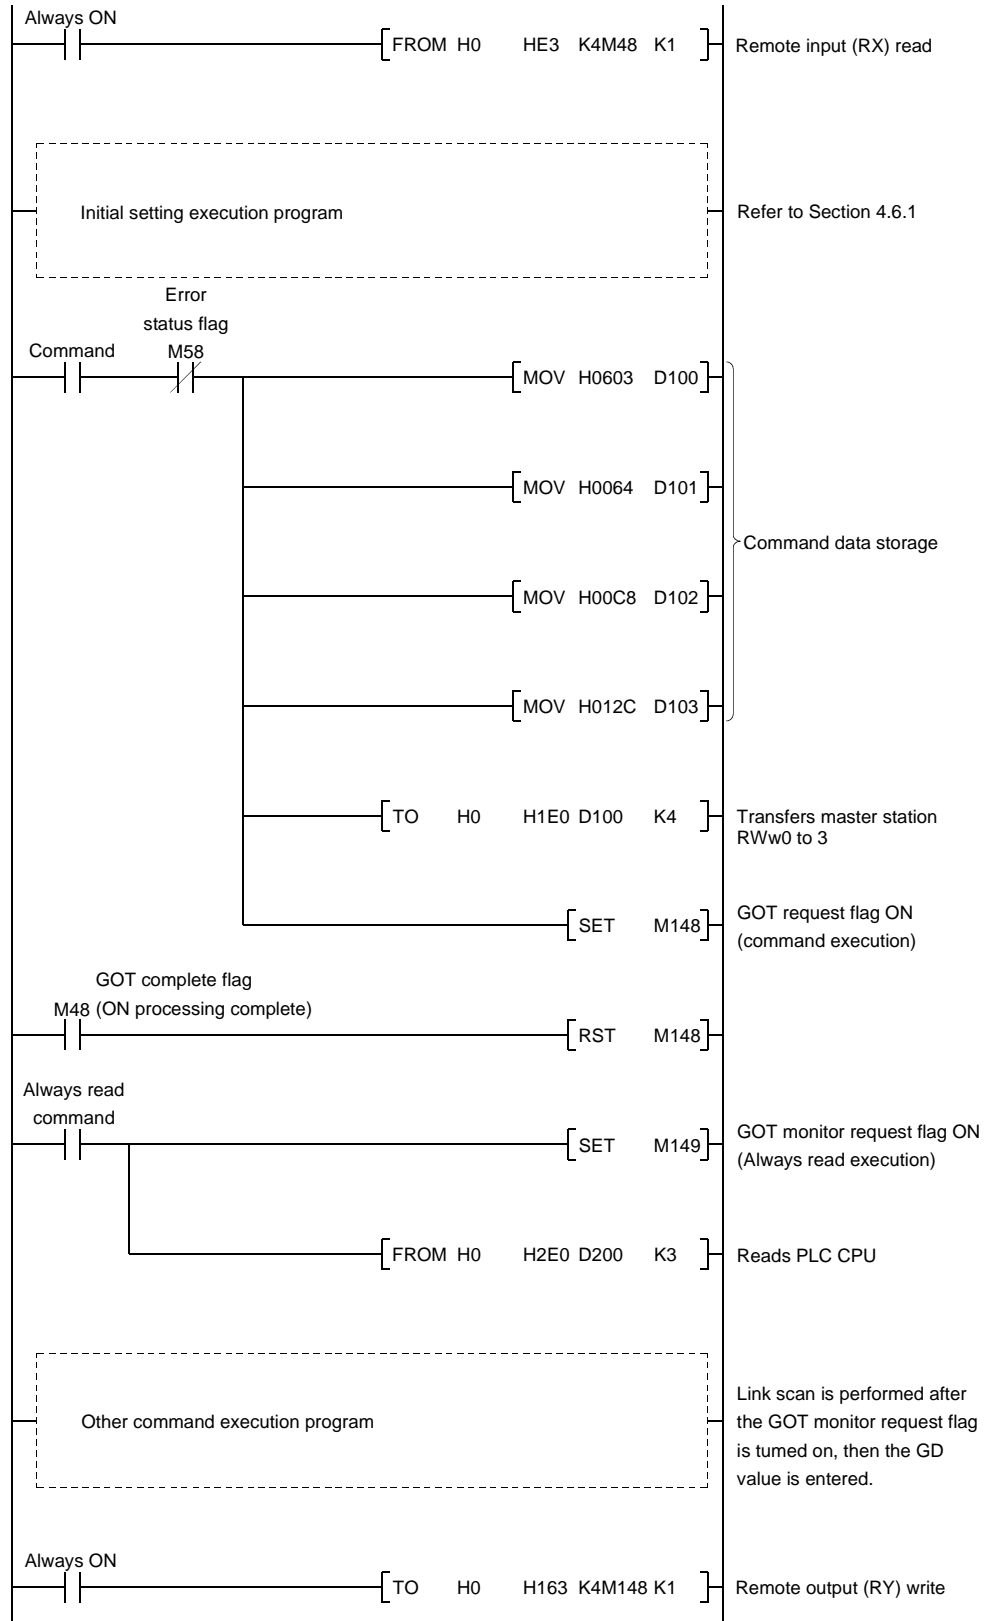 Always ON
FROM H0 HE3 K4M48 K1
Remote input (RX) read
Initial setting execution program
Refer to Section 4.6.1
Error
status flag
Command
M58
MOV H0603 D100
MOV H0064 D101
Command data storage
MOV H00C8 D102
MOV H012C D103
TO H0 H1E0 D100 K4
Transfers master station
RWw0 to 3
SET M148
GOT request flag ON
(command execution)
GOT complete flag
M48 (ON processing complete)
RST M148
Always read
command
SET M149
GOT monitor request flag ON
(Always read execution)
FROM H0 H2E0 D200 K3
Reads PLC CPU
Other command execution program
Link scan is performed after
the GOT monitor request flag
is tumed on, then the GD
value is entered.
Always ON
TO H0 H163 K4M148 K1
Remote output (RY) write